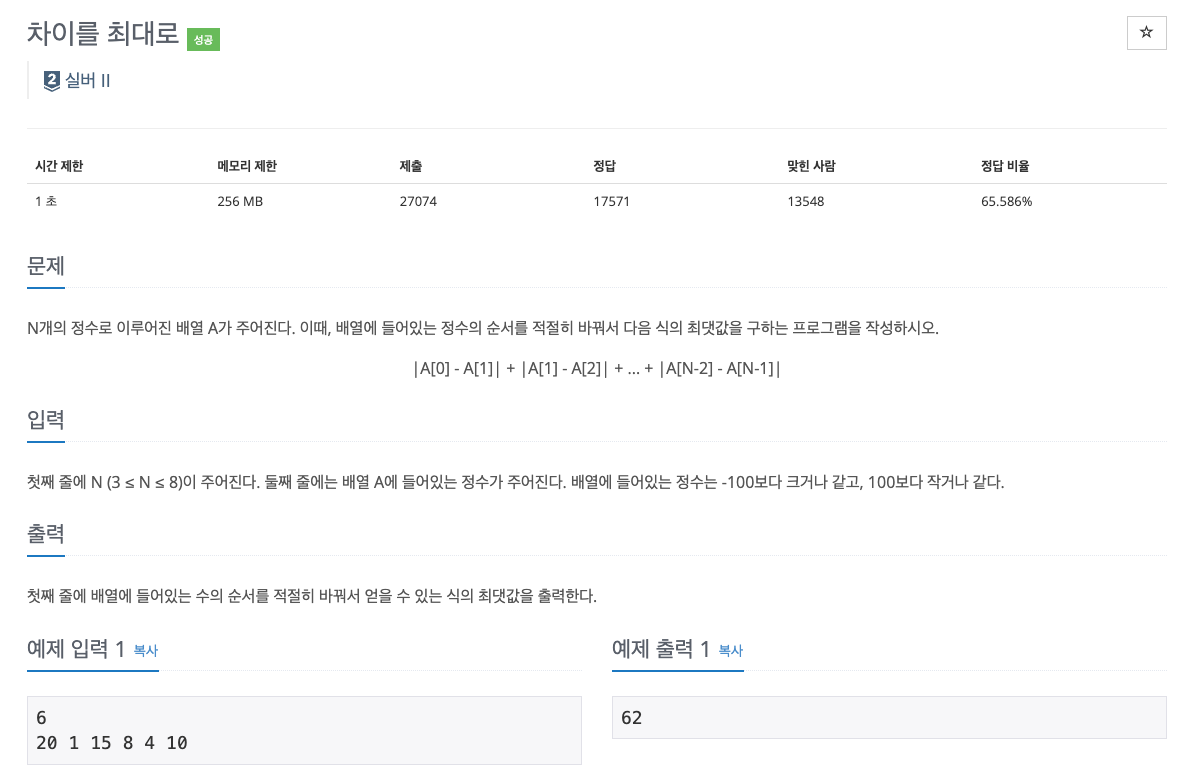 차이를 최대로 성공
☆
2 실버 II
시간 제한 메모리 제한 제출 정답 맞힌 사람 정답 비율
1 초 256 MB 27074 17571 13548 65.586%
문제
N개의 정수로 이루어진 배열 A가 주어진다. 이때, 배열에 들어있는 정수의 순서를 적절히 바꿔서 다음 식의 최댓값을 구하는 프로그램을 작성하시오.
|A[0] - A[1]| + |A[1] - A[2]| + ... + |A[N-2] - A[N-1]|
입력
첫째 줄에 N (3 ≤ N ≤ 8)이 주어진다. 둘째 줄에는 배열 A에 들어있는 정수가 주어진다. 배열에 들어있는 정수는 -100보다 크거나 같고, 100보다 작거나 같다.
출력
첫째 줄에 배열에 들어있는 수의 순서를 적절히 바꿔서 얻을 수 있는 식의 최댓값을 출력한다.
예제 입력 1 복사
6
20 1 15 8 4 10
예제 출력 1 복사
62